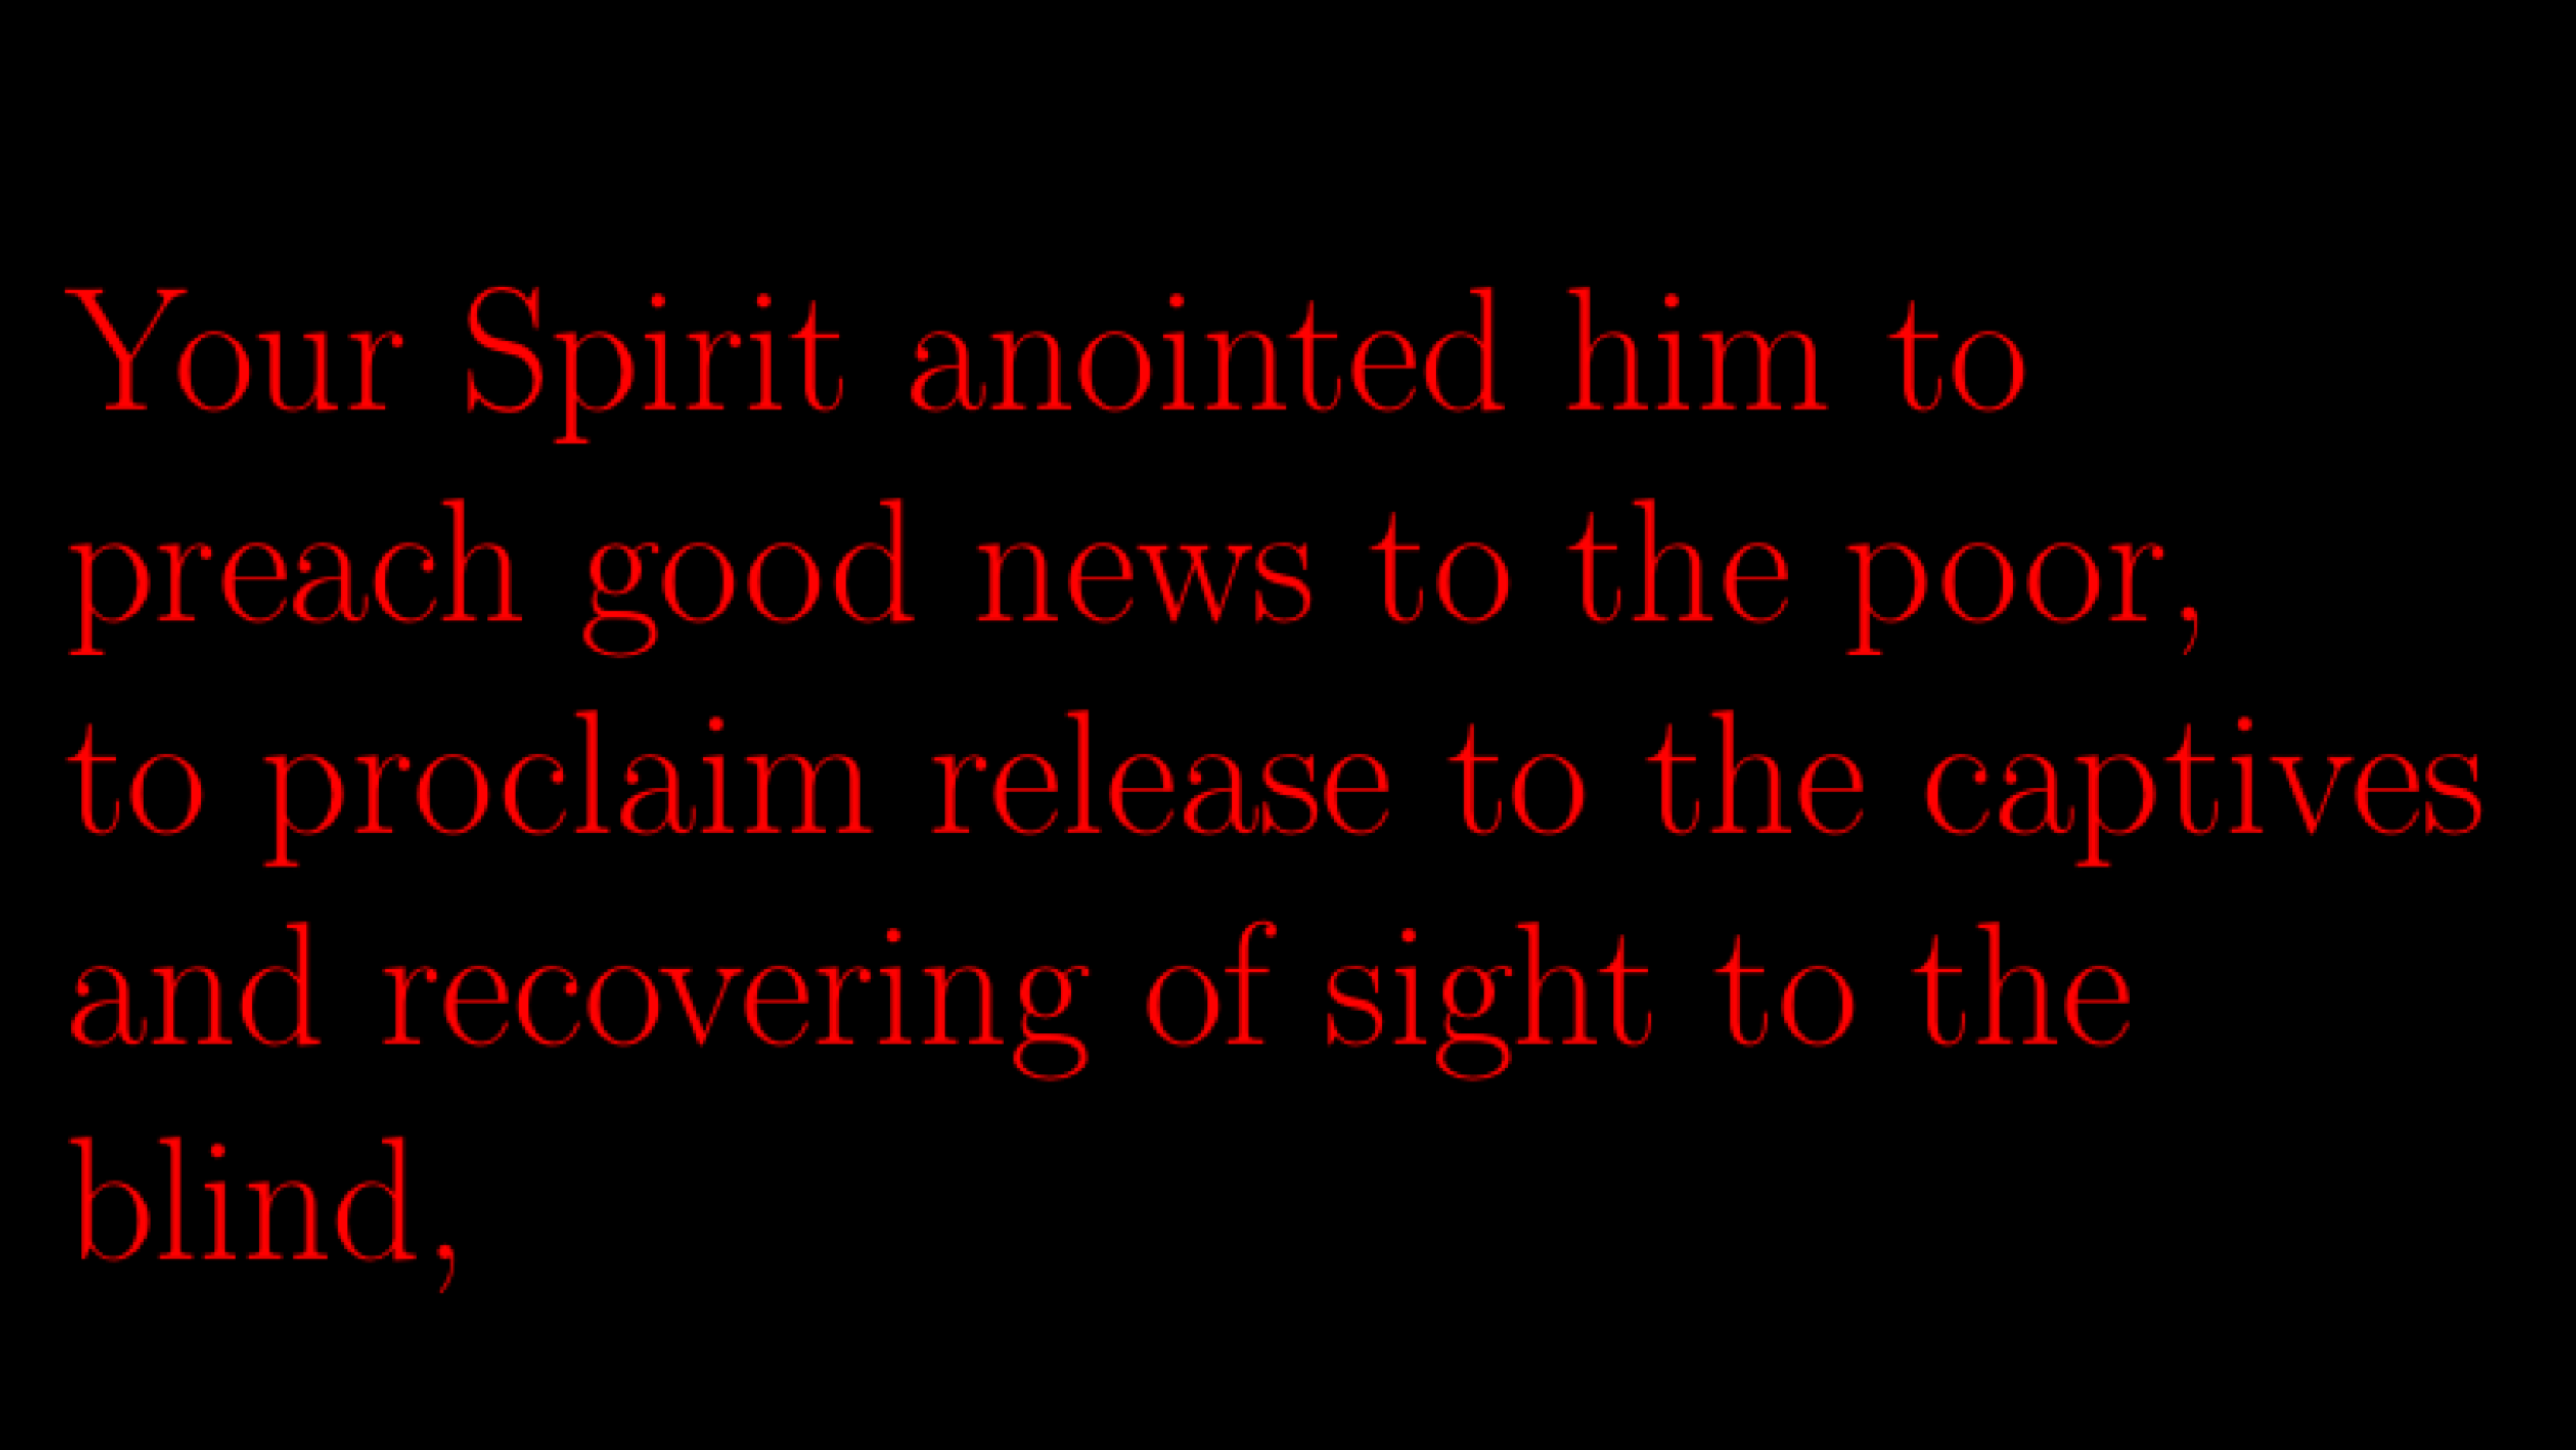 Your Spirit anointed him to
preach good news to the poor,
to proclaim release to the captives
and recovering of sight to the
blind,